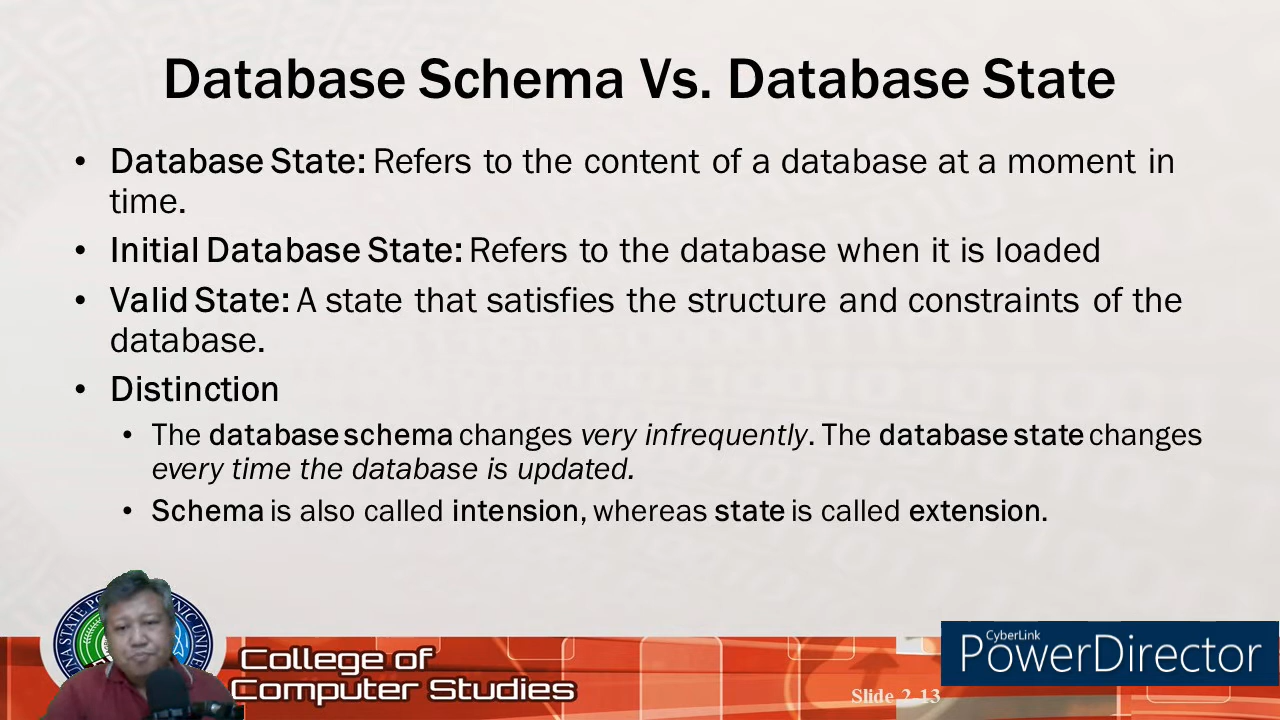 Database Schema Vs. Database State
• Database State: Refers to the content of a database at a moment in
time.
• Initial Database State: Refers to the database when it is loaded
• Valid State: A state that satisfies the structure and constraints of the
database.
• Distinction
• The database schema changes very infrequently. The database state changes
every time the database is updated.
• Schema is also called intension, whereas state is called extension.
College of
Computer Studies
Slide 2-13
CyberLink
PowerDirector